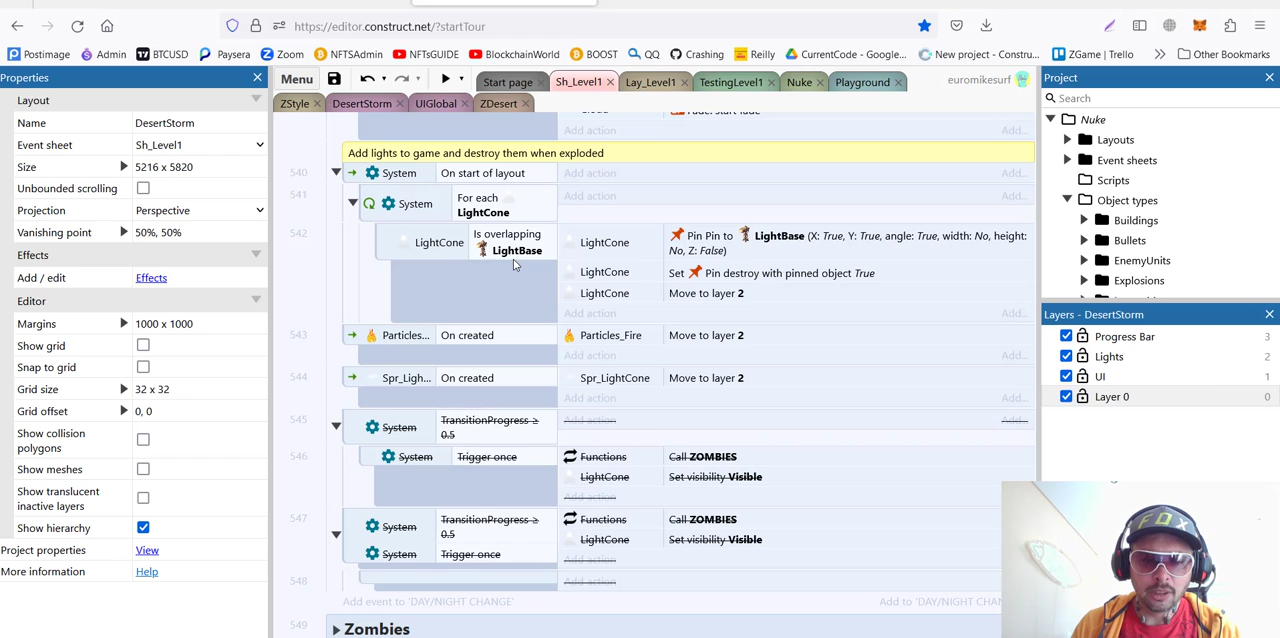 https://editor.construct.net/?startTour
Postimage Admin BTCUSD Paysera Zoom NFTSAdmin NFTsGUIDE BlockchainWorld BOOST QQ Crashing Reilly CurrentCode - Google... New project - Constru... ZGame | Trello Other Bookmarks
Properties
Menu
Start page Sh_Level1 Lay_Level1 TestingLevel1 Nuke Playground
euromikesurf
ZStyle DesertStorm UIGlobal ZDesert
Project
Search
Layout
Name DesertStorm
Event sheet Sh_Level1
Size 5216 x 5820
Unbounded scrolling
Projection Perspective
Vanishing point 50%, 50%
Effects
Add / edit Effects
Editor
Margins 1000 x 1000
Show grid
Snap to grid
Grid size 32 x 32
Grid offset 0, 0
Show collision
polygons
Show meshes
Show translucent
inactive layers
Show hierarchy
Project properties View
More information Help
Add action Add...
Add lights to game and destroy them when exploded
540 System On start of layout Add action Add...
541 System For each
LightCone
Add action Add...
542 LightCone Is overlapping
LightBase
LightCone Pin Pin to LightBase (X: True, Y: True, angle: True, width: No, height:
No, Z: False)
LightCone Set Pin destroy with pinned object True
LightCone Move to layer 2
Add action Add...
543 Particles... On created Particles_Fire Move to layer 2
Add action Add...
544 Spr_Ligh... On created Spr_LightCone Move to layer 2
Add action Add...
545 System TransitionProgress ≥
0.5
Add action Add...
546 System Trigger once Functions Call ZOMBIES
LightCone Set visibility Visible
Add action
547 System TransitionProgress ≥
0.5
Functions Call ZOMBIES
System Trigger once
LightCone Set visibility Visible
Add action
548 Add action
Add event to 'DAY/NIGHT CHANGE'
549 Zombies
Nuke
Layouts
Event sheets
Scripts
Object types
Buildings
Bullets
EnemyUnits
Explosions
Layers - DesertStorm
Progress Bar 3
Lights 2
UI 1
Layer 0 0
FOX